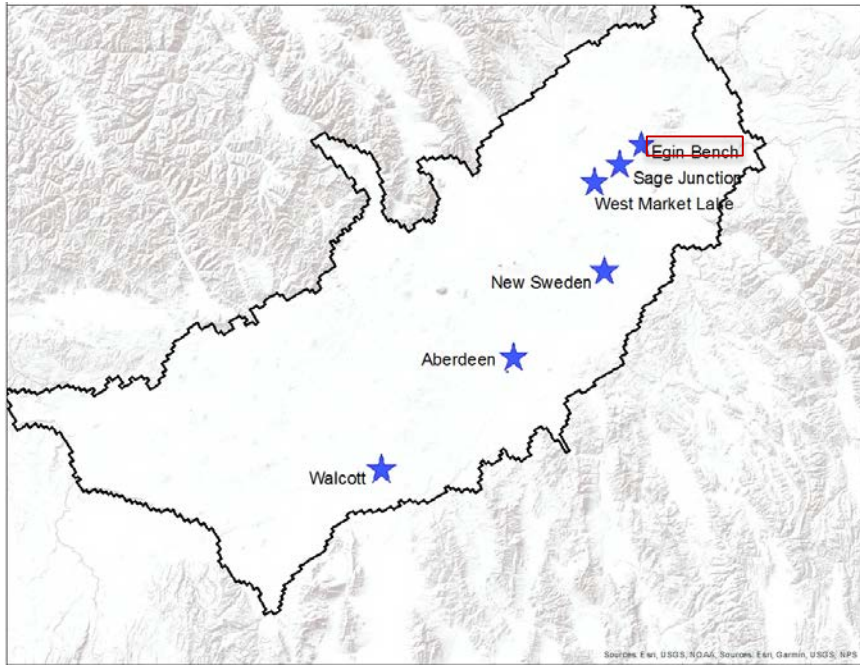 Egin Bench
Sage Junction
West Market Lake
New Sweden
Aberdeen
Walcott
Sources: Esri, USGS, NOAA, Sources: Esri, Garmin, USGS, NPS